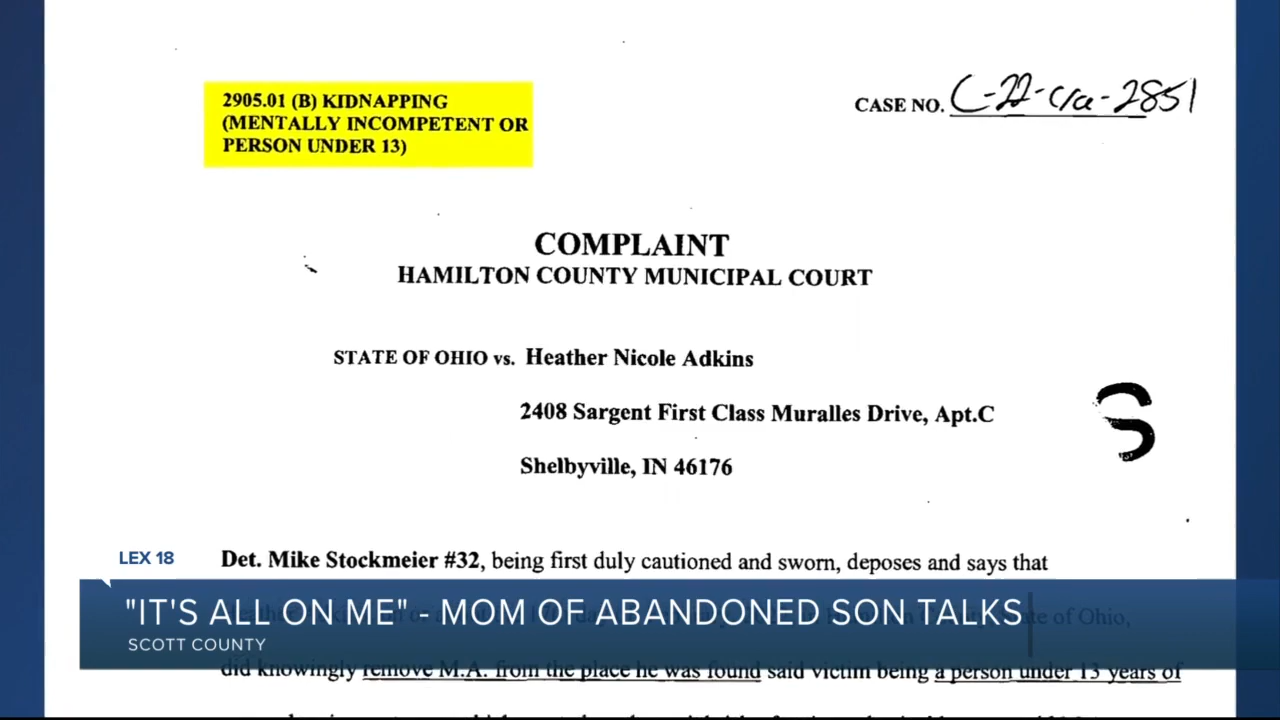 2905.01 (B) KIDNAPPING
(MENTALLY INCOMPETENT OR
PERSON UNDER 13)
CASE NO. C-22-CRA-2851
COMPLAINT
HAMILTON COUNTY MUNICIPAL COURT
STATE OF OHIO vs. Heather Nicole Adkins
2408 Sargent First Class Muralles Drive, Apt.C
Shelbyville, IN 46176
S
Det. Mike Stockmeier #32, being first duly cautioned and sworn, deposes and says that
LEX 18
"IT'S ALL ON ME" - MOM OF ABANDONED SON TALKS
SCOTT COUNTY
of Ohio,
did knowingly remove M.A. from the place he was found said victim being a person under 13 years of